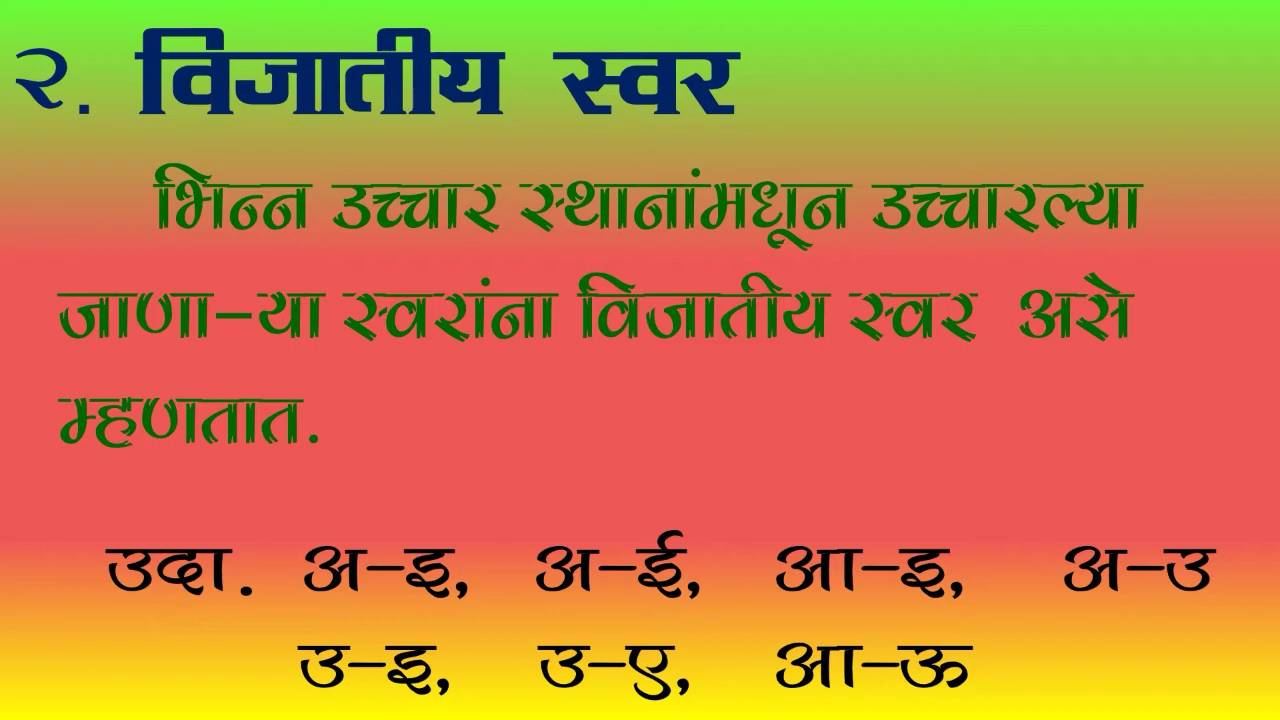 २. विजातीय स्वर
भिन्न उच्चार स्थानांमधून उच्चारल्या
जाणा-या स्वरांना विजातीय स्वर असे
म्हणतात.
उदा. अ-इ, अ-ई, आ-इ, अ-उ
उ-इ, उ-ए, आ-ऊ